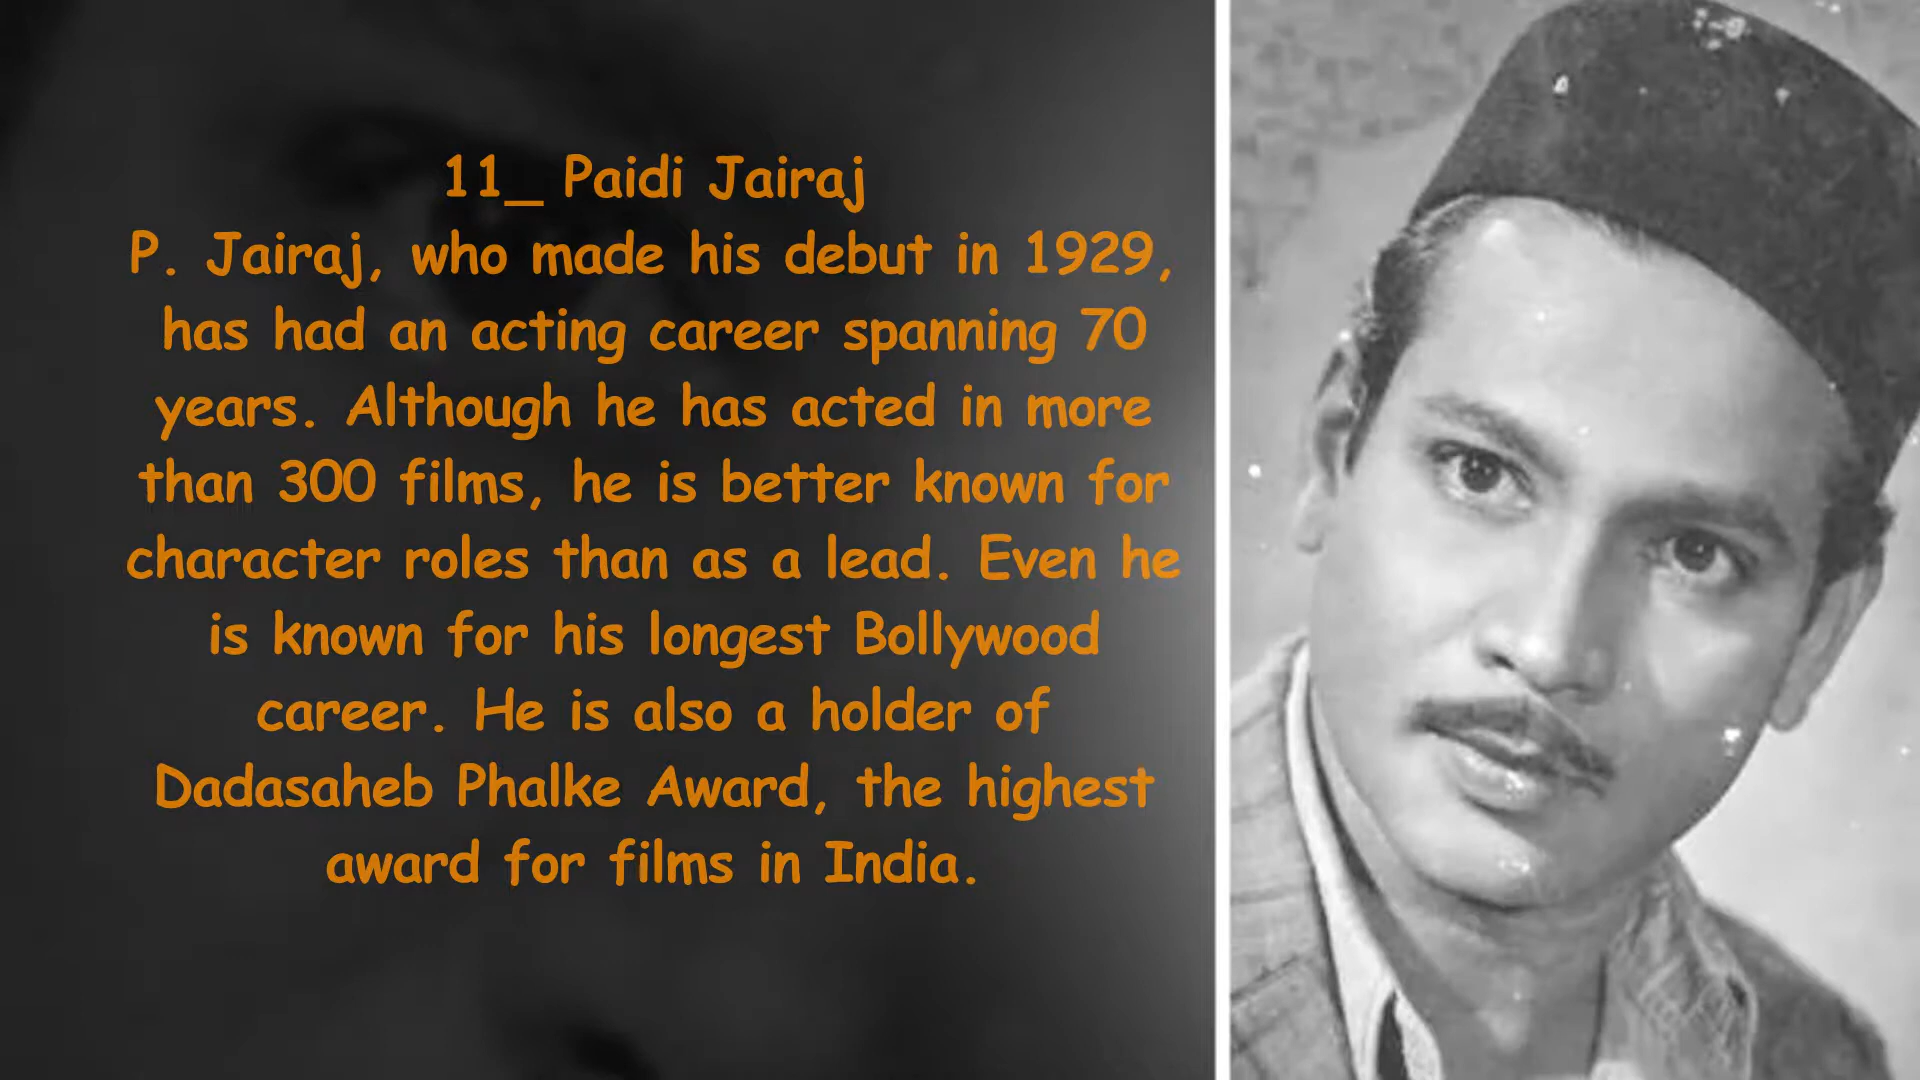 11_ Paidi Jairaj
P. Jairaj, who made his debut in 1929,
has had an acting career spanning 70
years. Although he has acted in more
than 300 films, he is better known for
character roles than as a lead. Even he
is known for his longest Bollywood
career. He is also a holder of
Dadasaheb Phalke Award, the highest
award for films in India.